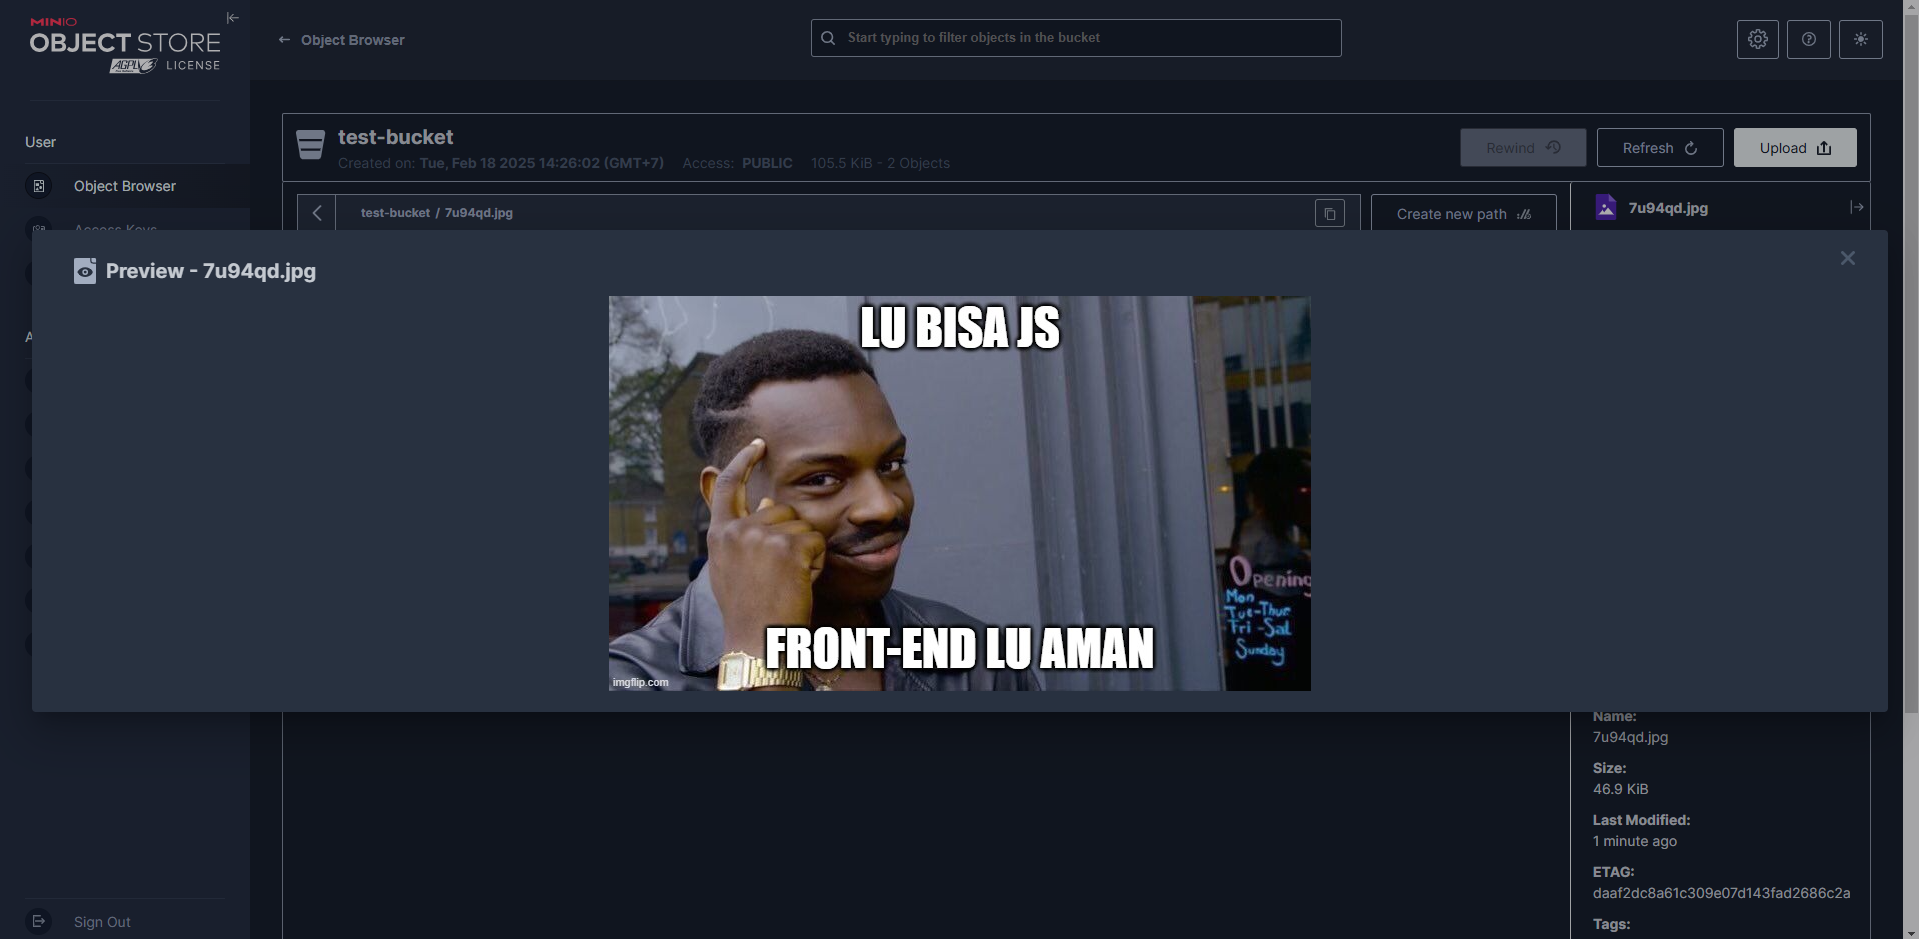 MINIO
OBJECT STORE
AGPLV3 LICENSE
← Object Browser
Start typing to filter objects in the bucket
User
Object Browser
Access Keys
test-bucket
Created on: Tue, Feb 18 2025 14:26:02 (GMT+7) Access: PUBLIC 105.5 KiB - 2 Objects
Rewind
Refresh
Upload
test-bucket / 7u94qd.jpg
Create new path
7u94qd.jpg
A
Preview - 7u94qd.jpg
LU BISA JS
FRONT-END LU AMAN
Opening
Mon
Tue-Thur
Fri-Sat
Sunday
imgflip.com
Name:
7u94qd.jpg
Size:
46.9 KiB
Last Modified:
1 minute ago
ETAG:
daaf2dc8a61c309e07d143fad2686c2a
Tags:
Sign Out